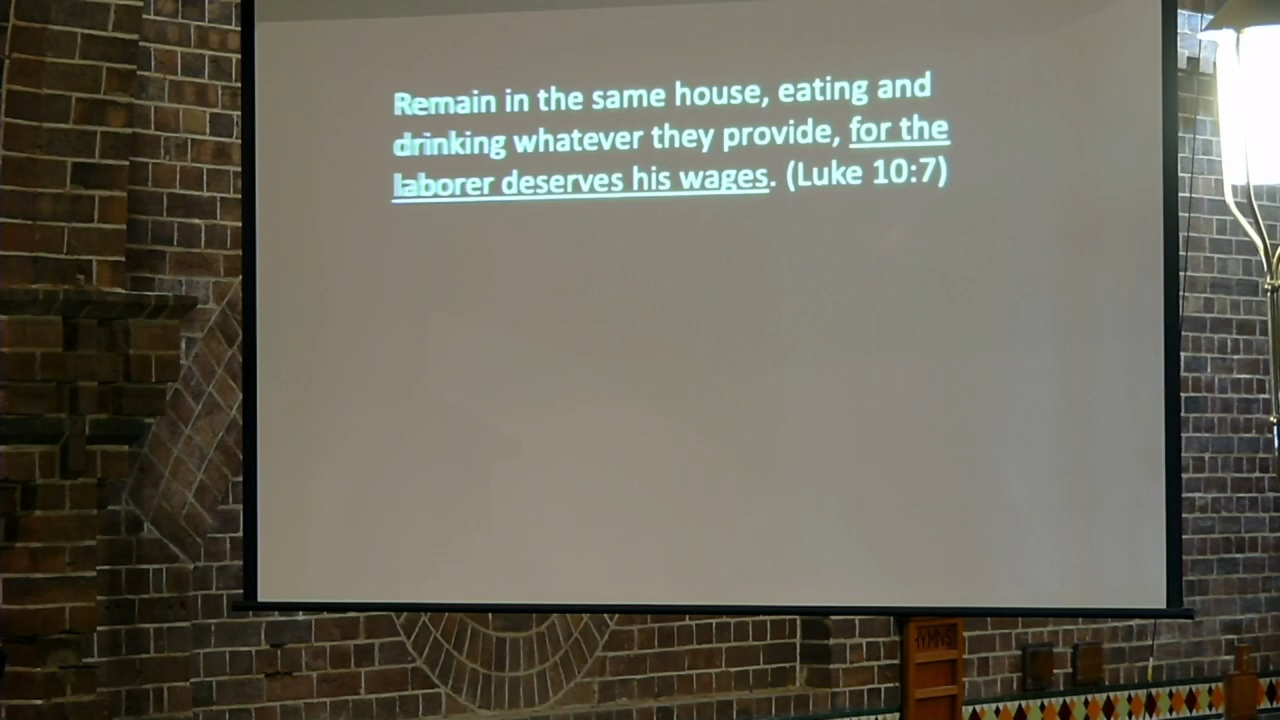 Remain in the same house, eating and
drinking whatever they provide, for the
laborer deserves his wages. (Luke 10:7)
HYMNS